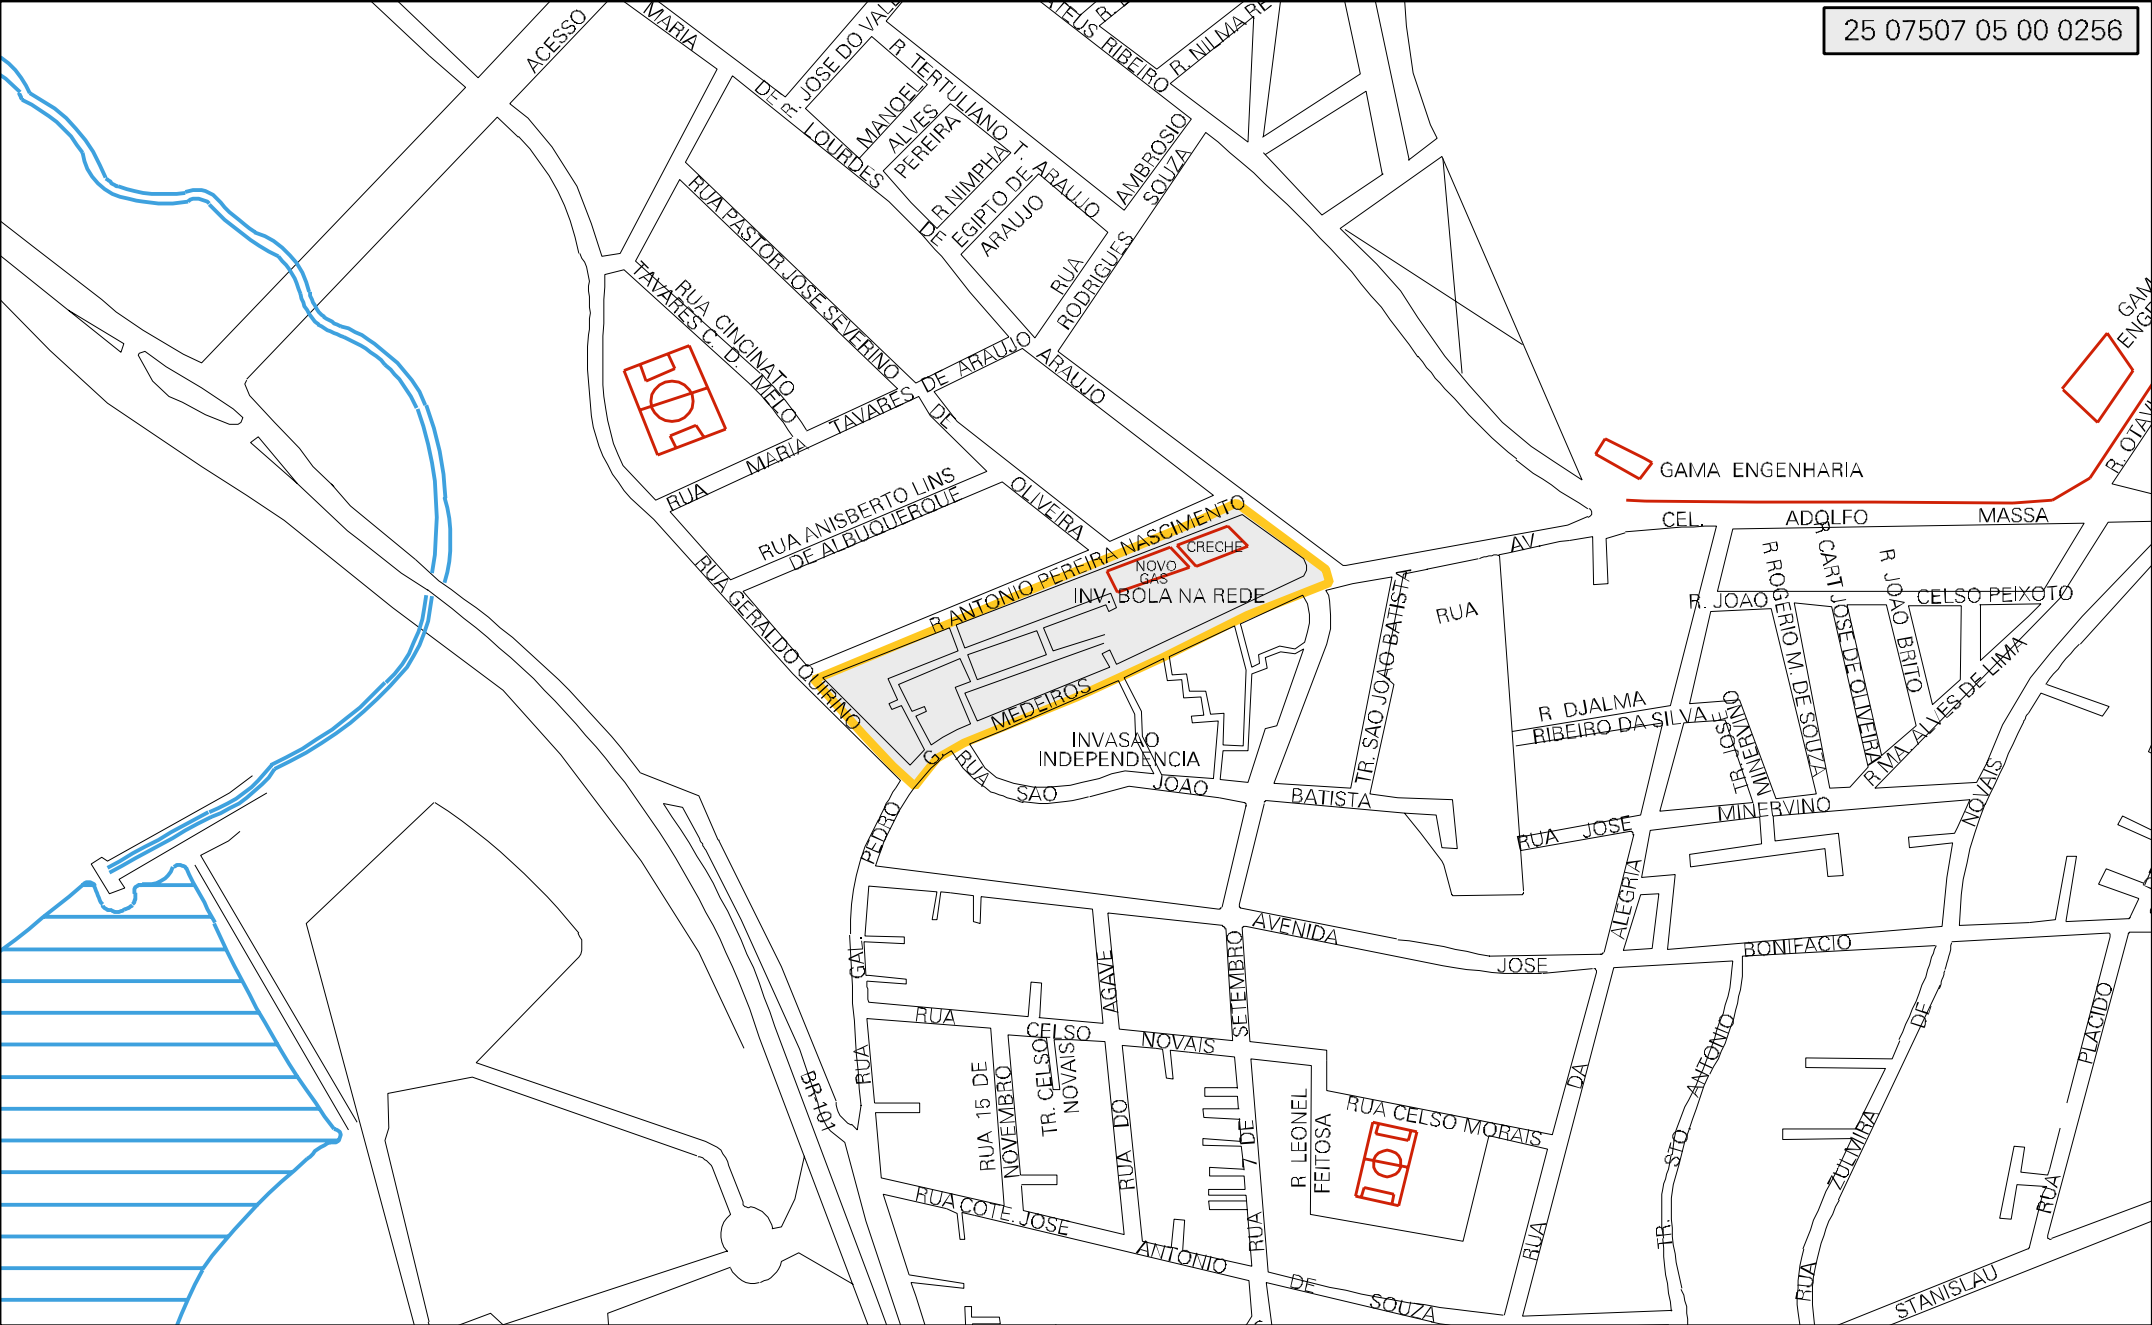 25 07507 05 00 0256
ACESSO
MARIA
DE
LOURDES
DE
ARAUJO
R. JOSE DO VALE
R TERTULIANO T. ARAUJO
MANOEL
ALVES
PEREIRA
R NIMPHA
EGIPTO DE
ARAUJO
RIBEIRO
R. NILMA
AMBROSIO
SOUZA
RUA
RODRIGUES
RUA PASTOR JOSE SEVERINO
RUA CINCINATO
TAVARES C. D. MELO
RUA MARIA TAVARES DE ARAUJO
DE
OLIVEIRA
RUA ANISBERTO LINS
DE ALBUQUERQUE
R ANTONIO PEREIRA NASCIMENTO
CRECHE
NOVO
GAS
INV. BOLA NA REDE
RUA GERALDO QUIRINO
MEDEIROS
G.
PEDRO
GAL.
RUA
INVASAO
INDEPENDENCIA
RUA SAO JOAO BATISTA
TR. SAO JOAO BATISTA
GAMA ENGENHARIA
AV
CEL. ADOLFO MASSA
R. OTAVI
RUA
R. JOAO CELSO PEIXOTO
R ROGERIO M. DE SOUZA
R CART JOSE DE OLIVEIRA
R JOAO BRITO
R MA ALVES DE LIMA
R DJALMA
RIBEIRO DA SILVA
TR. JOSE
MINERVINO
RUA JOSE MINERVINO
NOVAIS
DE
ZULMIRA
RUA
ALEGRIA
DA
RUA
AVENIDA JOSE BONIFACIO
AGAVE
RUA DO
SETEMBRO
RUA 7 DE
RUA CELSO NOVAIS
RUA 15 DE
NOVEMBRO
TR. CELSO
NOVAIS
BR-101
R LEONEL
FEITOSA
RUA CELSO MORAIS
TR. STO. ANTONIO
PLACIDO
RUA
RUA COTE. JOSE ANTONIO DE SOUZA
STANISLAU